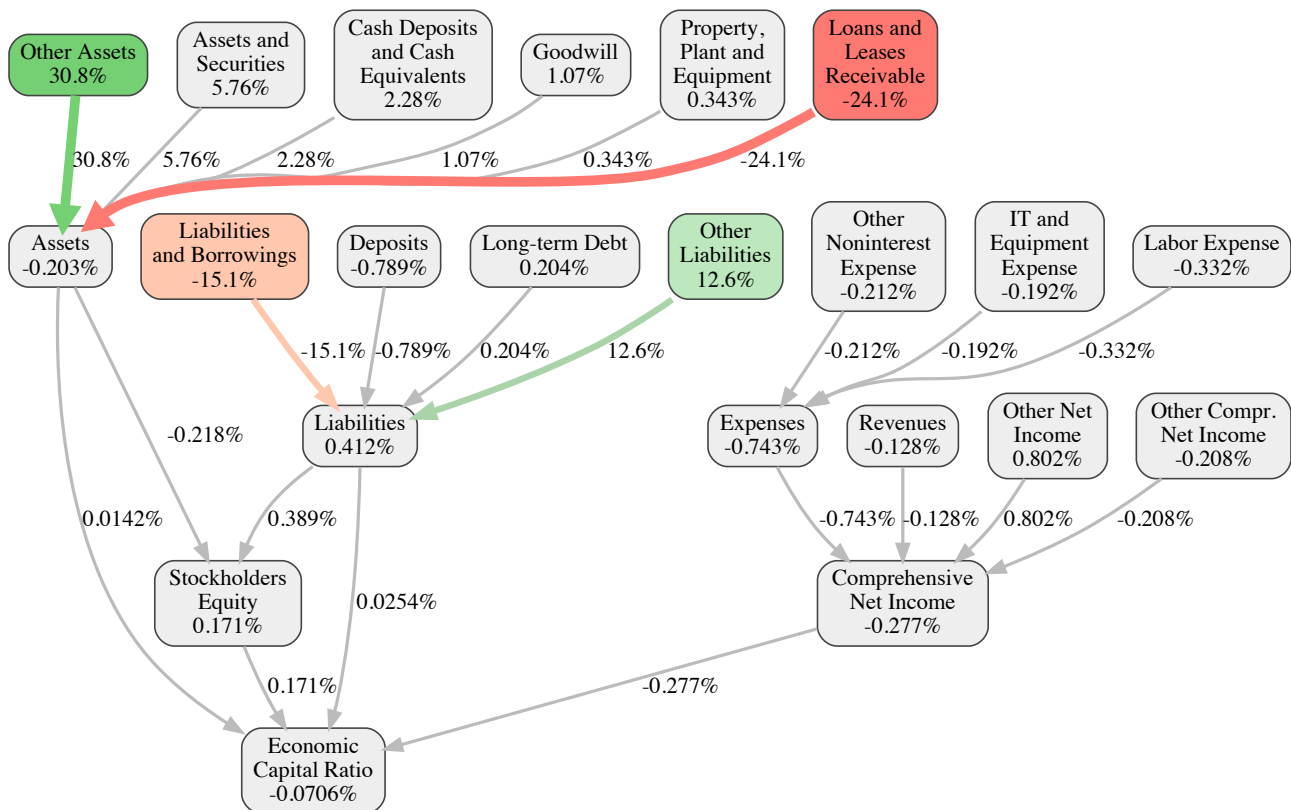 Other Assets
30.8%
Assets and
Securities
5.76%
Cash Deposits
and Cash
Equivalents
2.28%
Goodwill
1.07%
Property,
Plant and
Equipment
0.343%
Loans and
Leases
Receivable
-24.1%
30.8%
5.76%
2.28%
1.07%
0.343%
-24.1%
Assets
-0.203%
Liabilities
and Borrowings
-15.1%
Deposits
-0.789%
Long-term Debt
0.204%
Other
Liabilities
12.6%
Other
Noninterest
Expense
-0.212%
IT and
Equipment
Expense
-0.192%
Labor Expense
-0.332%
-15.1%
-0.789%
0.204%
12.6%
-0.212%
-0.192%
-0.332%
-0.218%
Liabilities
0.412%
Expenses
-0.743%
Revenues
-0.128%
Other Net
Income
0.802%
Other Compr.
Net Income
-0.208%
0.0142%
0.389%
-0.743%
-0.128%
0.802%
-0.208%
Stockholders
Equity
0.171%
0.0254%
Comprehensive
Net Income
-0.277%
0.171%
-0.277%
Economic
Capital Ratio
-0.0706%